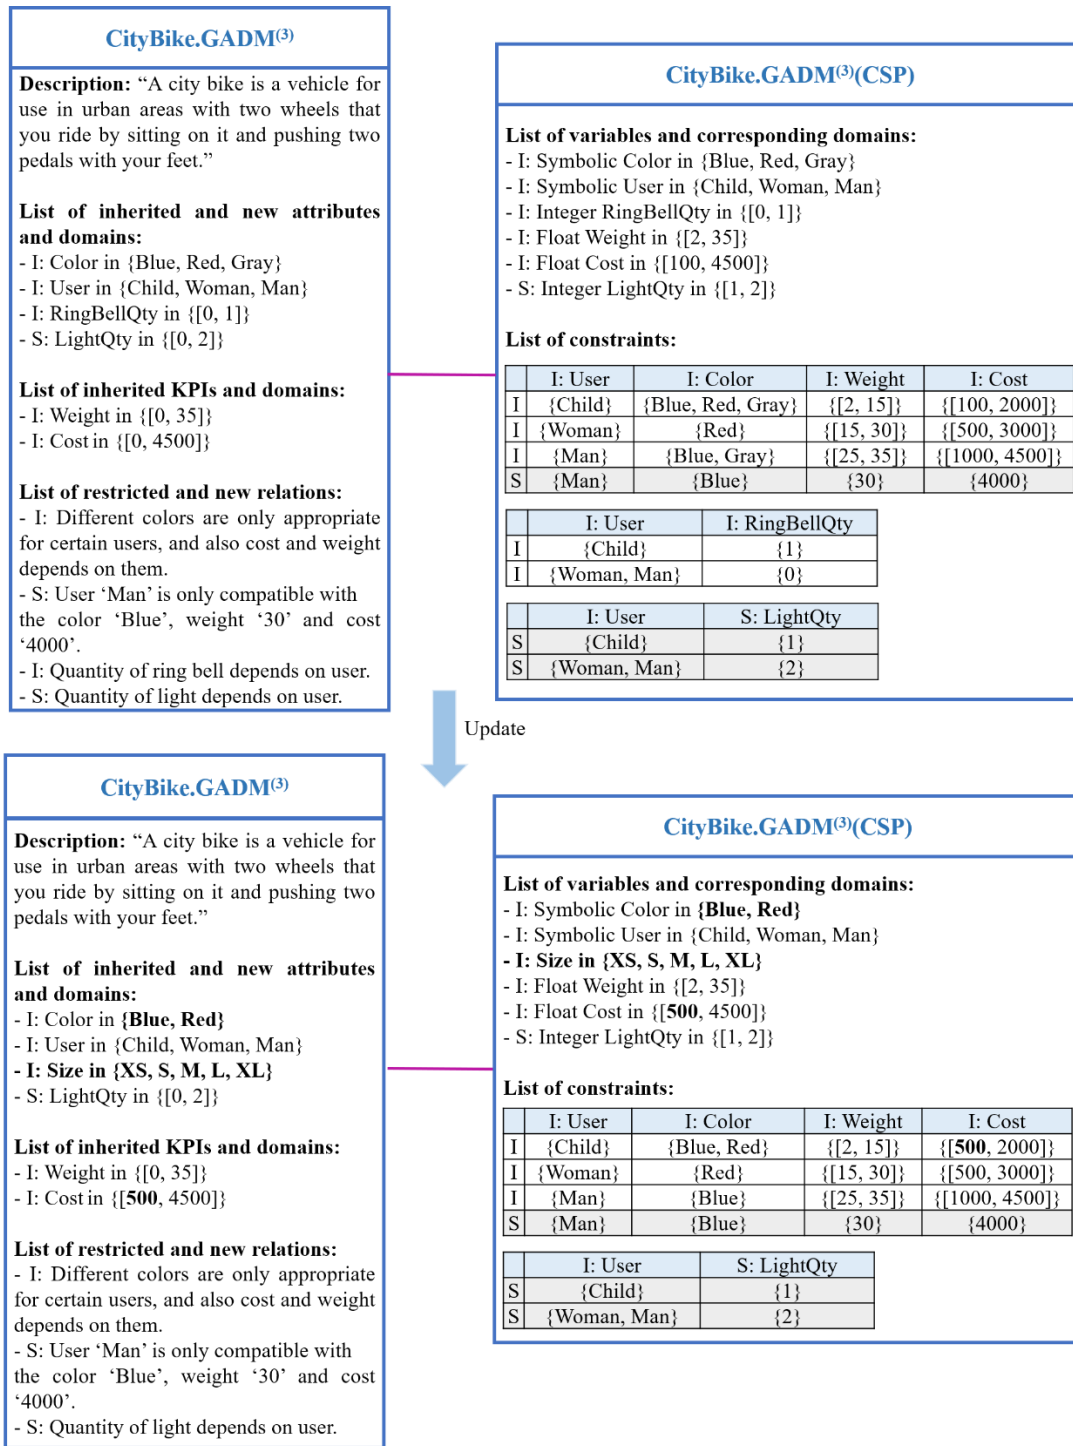 CityBike.GADM(3)
Description: “A city bike is a vehicle for
use in urban areas with two wheels that
you ride by sitting on it and pushing two
pedals with your feet.”
List of inherited and new attributes
and domains:
- I: Color in {Blue, Red, Gray}
- I: User in {Child, Woman, Man}
- I: RingBellQty in {[0, 1]}
- S: LightQty in {[0, 2]}
List of inherited KPIs and domains:
- I: Weight in {[0, 35]}
- I: Cost in {[0, 4500]}
List of restricted and new relations:
- I: Different colors are only appropriate
for certain users, and also cost and weight
depends on them.
- S: User ‘Man’ is only compatible with
the color ‘Blue’, weight ‘30’ and cost
‘4000’.
- I: Quantity of ring bell depends on user.
- S: Quantity of light depends on user.
CityBike.GADM(3)(CSP)
List of variables and corresponding domains:
- I: Symbolic Color in {Blue, Red, Gray}
- I: Symbolic User in {Child, Woman, Man}
- I: Integer RingBellQty in {[0, 1]}
- I: Float Weight in {[2, 35]}
- I: Float Cost in {[100, 4500]}
- S: Integer LightQty in {[1, 2]}
List of constraints:
I: User I: Color I: Weight I: Cost
I {Child} {Blue, Red, Gray} {[2, 15]} {[100, 2000]}
I {Woman} {Red} {[15, 30]} {[500, 3000]}
I {Man} {Blue, Gray} {[25, 35]} {[1000, 4500]}
S {Man} {Blue} {30} {4000}
I: User I: RingBellQty
I {Child} {1}
I {Woman, Man} {0}
I: User S: LightQty
S {Child} {1}
S {Woman, Man} {2}
Update
CityBike.GADM(3)
Description: “A city bike is a vehicle for
use in urban areas with two wheels that
you ride by sitting on it and pushing two
pedals with your feet.”
List of inherited and new attributes
and domains:
- I: Color in {Blue, Red}
- I: User in {Child, Woman, Man}
- I: Size in {XS, S, M, L, XL}
- S: LightQty in {[0, 2]}
List of inherited KPIs and domains:
- I: Weight in {[0, 35]}
- I: Cost in {[500, 4500]}
List of restricted and new relations:
- I: Different colors are only appropriate
for certain users, and also cost and weight
depends on them.
- S: User ‘Man’ is only compatible with
the color ‘Blue’, weight ‘30’ and cost
‘4000’.
- S: Quantity of light depends on user.
CityBike.GADM(3)(CSP)
List of variables and corresponding domains:
- I: Symbolic Color in {Blue, Red}
- I: Symbolic User in {Child, Woman, Man}
- I: Size in {XS, S, M, L, XL}
- I: Float Weight in {[2, 35]}
- I: Float Cost in {[500, 4500]}
- S: Integer LightQty in {[1, 2]}
List of constraints:
I: User I: Color I: Weight I: Cost
I {Child} {Blue, Red} {[2, 15]} {[500, 2000]}
I {Woman} {Red} {[15, 30]} {[500, 3000]}
I {Man} {Blue} {[25, 35]} {[1000, 4500]}
S {Man} {Blue} {30} {4000}
I: User S: LightQty
S {Child} {1}
S {Woman, Man} {2}